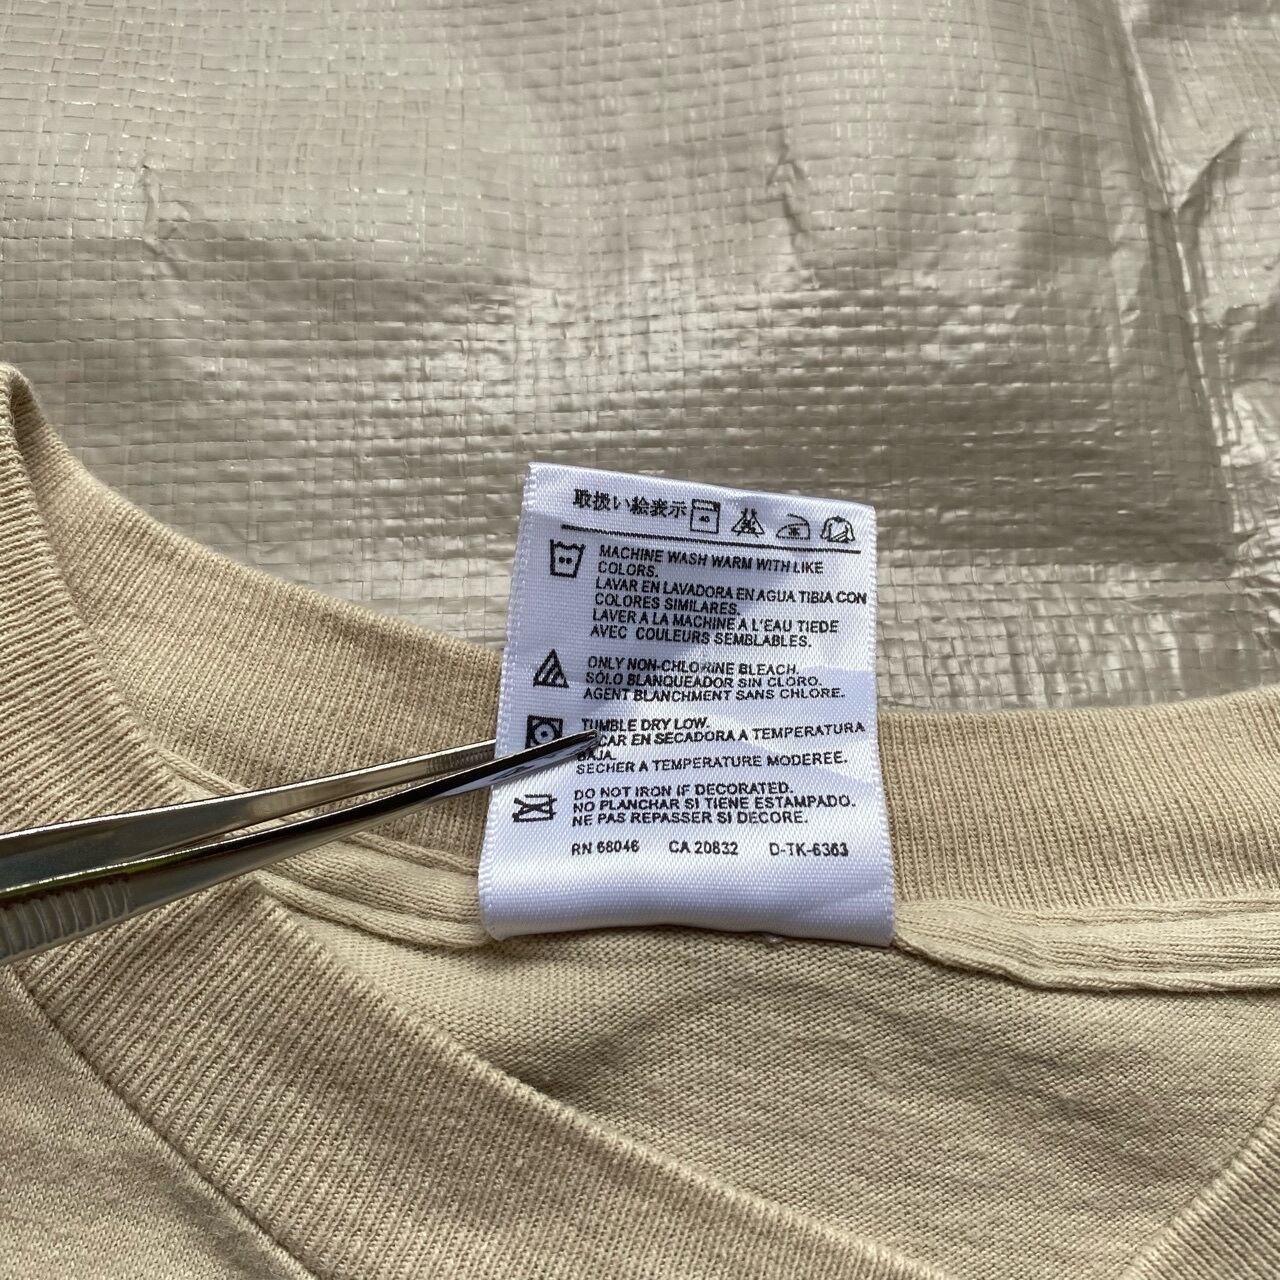 取扱い絵表示
MACHINE WASH WARM WITH LIKE
COLORS.
LAVAR EN LAVADORA EN AGUA TIBIA CON
COLORES SIMILARES.
LAVER A LA MACHINE A L'EAU TIEDE
AVEC COULEURS SEMBLABLES.
ONLY NON-CHLORINE BLEACH.
SÓLO BLANQUEADOR SIN CLORO.
AGENT BLANCHMENT SANS CHLORE.
TUMBLE DRY LOW.
CAR EN SECADORA A TEMPERATURA
BAJA.
SECHER A TEMPERATURE MODEREE.
DO NOT IRON IF DECORATED.
NO PLANCHAR SI TIENE ESTAMPADO.
NE PAS REPASSER SI DECORE.
RN 68046 CA 20832 D-TK-6363